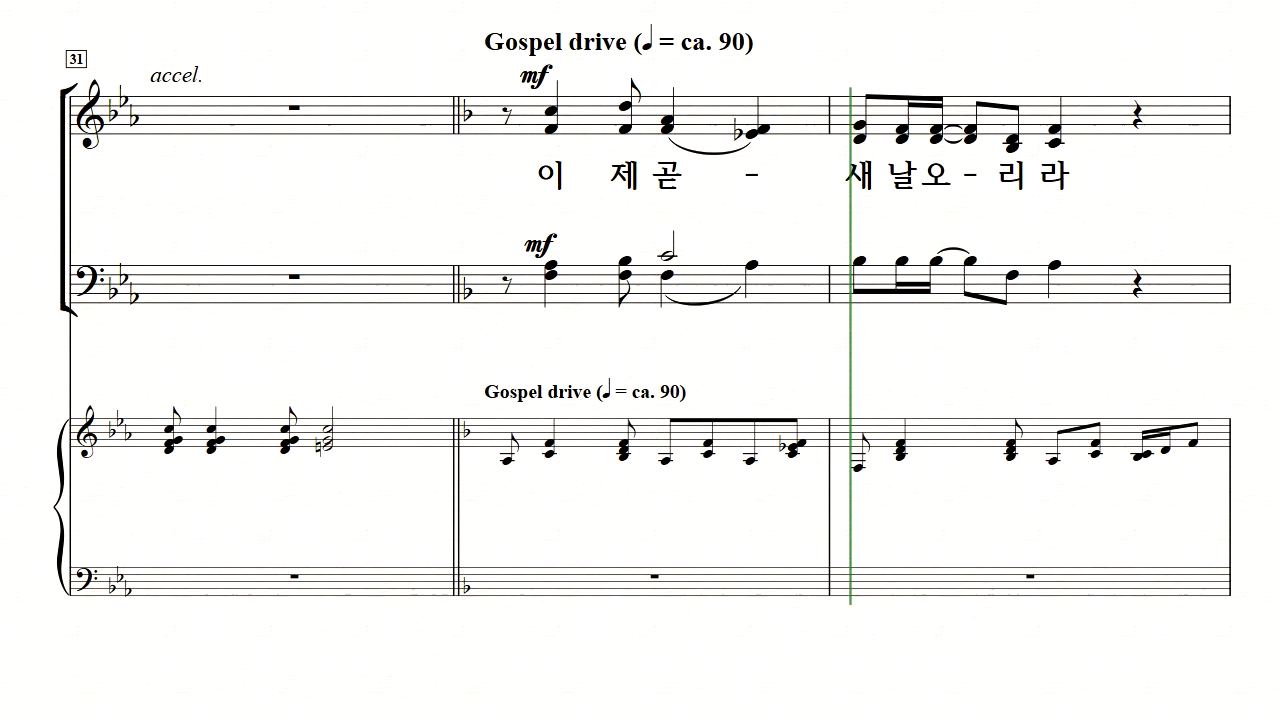 Gospel drive (♩ = ca. 90)
31
accel.
mf
이 제 곧 - 새 날 오 - 리 라
mf
Gospel drive (♩ = ca. 90)